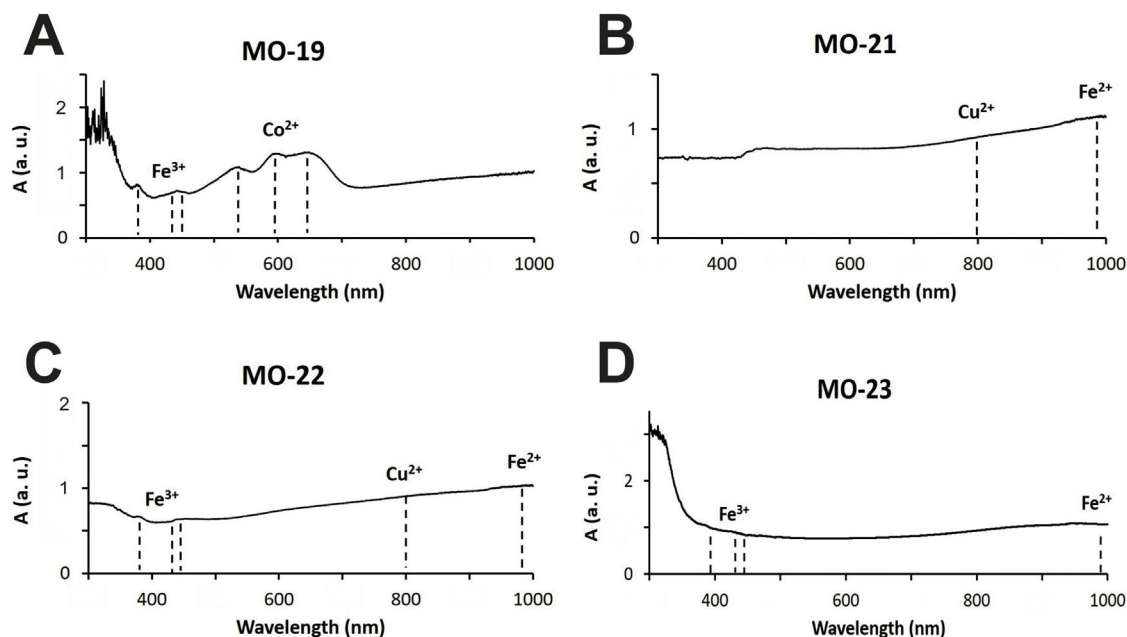 A
MO-19
2
1
0
A (a. u.)
Fe³⁺
Co²⁺
400
600
800
1000
Wavelength (nm)
B
MO-21
1
0
A (a. u.)
Cu²⁺
Fe²⁺
400
600
800
1000
Wavelength (nm)
C
MO-22
2
1
0
A (a. u.)
Fe³⁺
Cu²⁺
Fe²⁺
400
600
800
1000
Wavelength (nm)
D
MO-23
2
1
0
A (a. u.)
Fe³⁺
Fe²⁺
400
600
800
1000
Wavelength (nm)